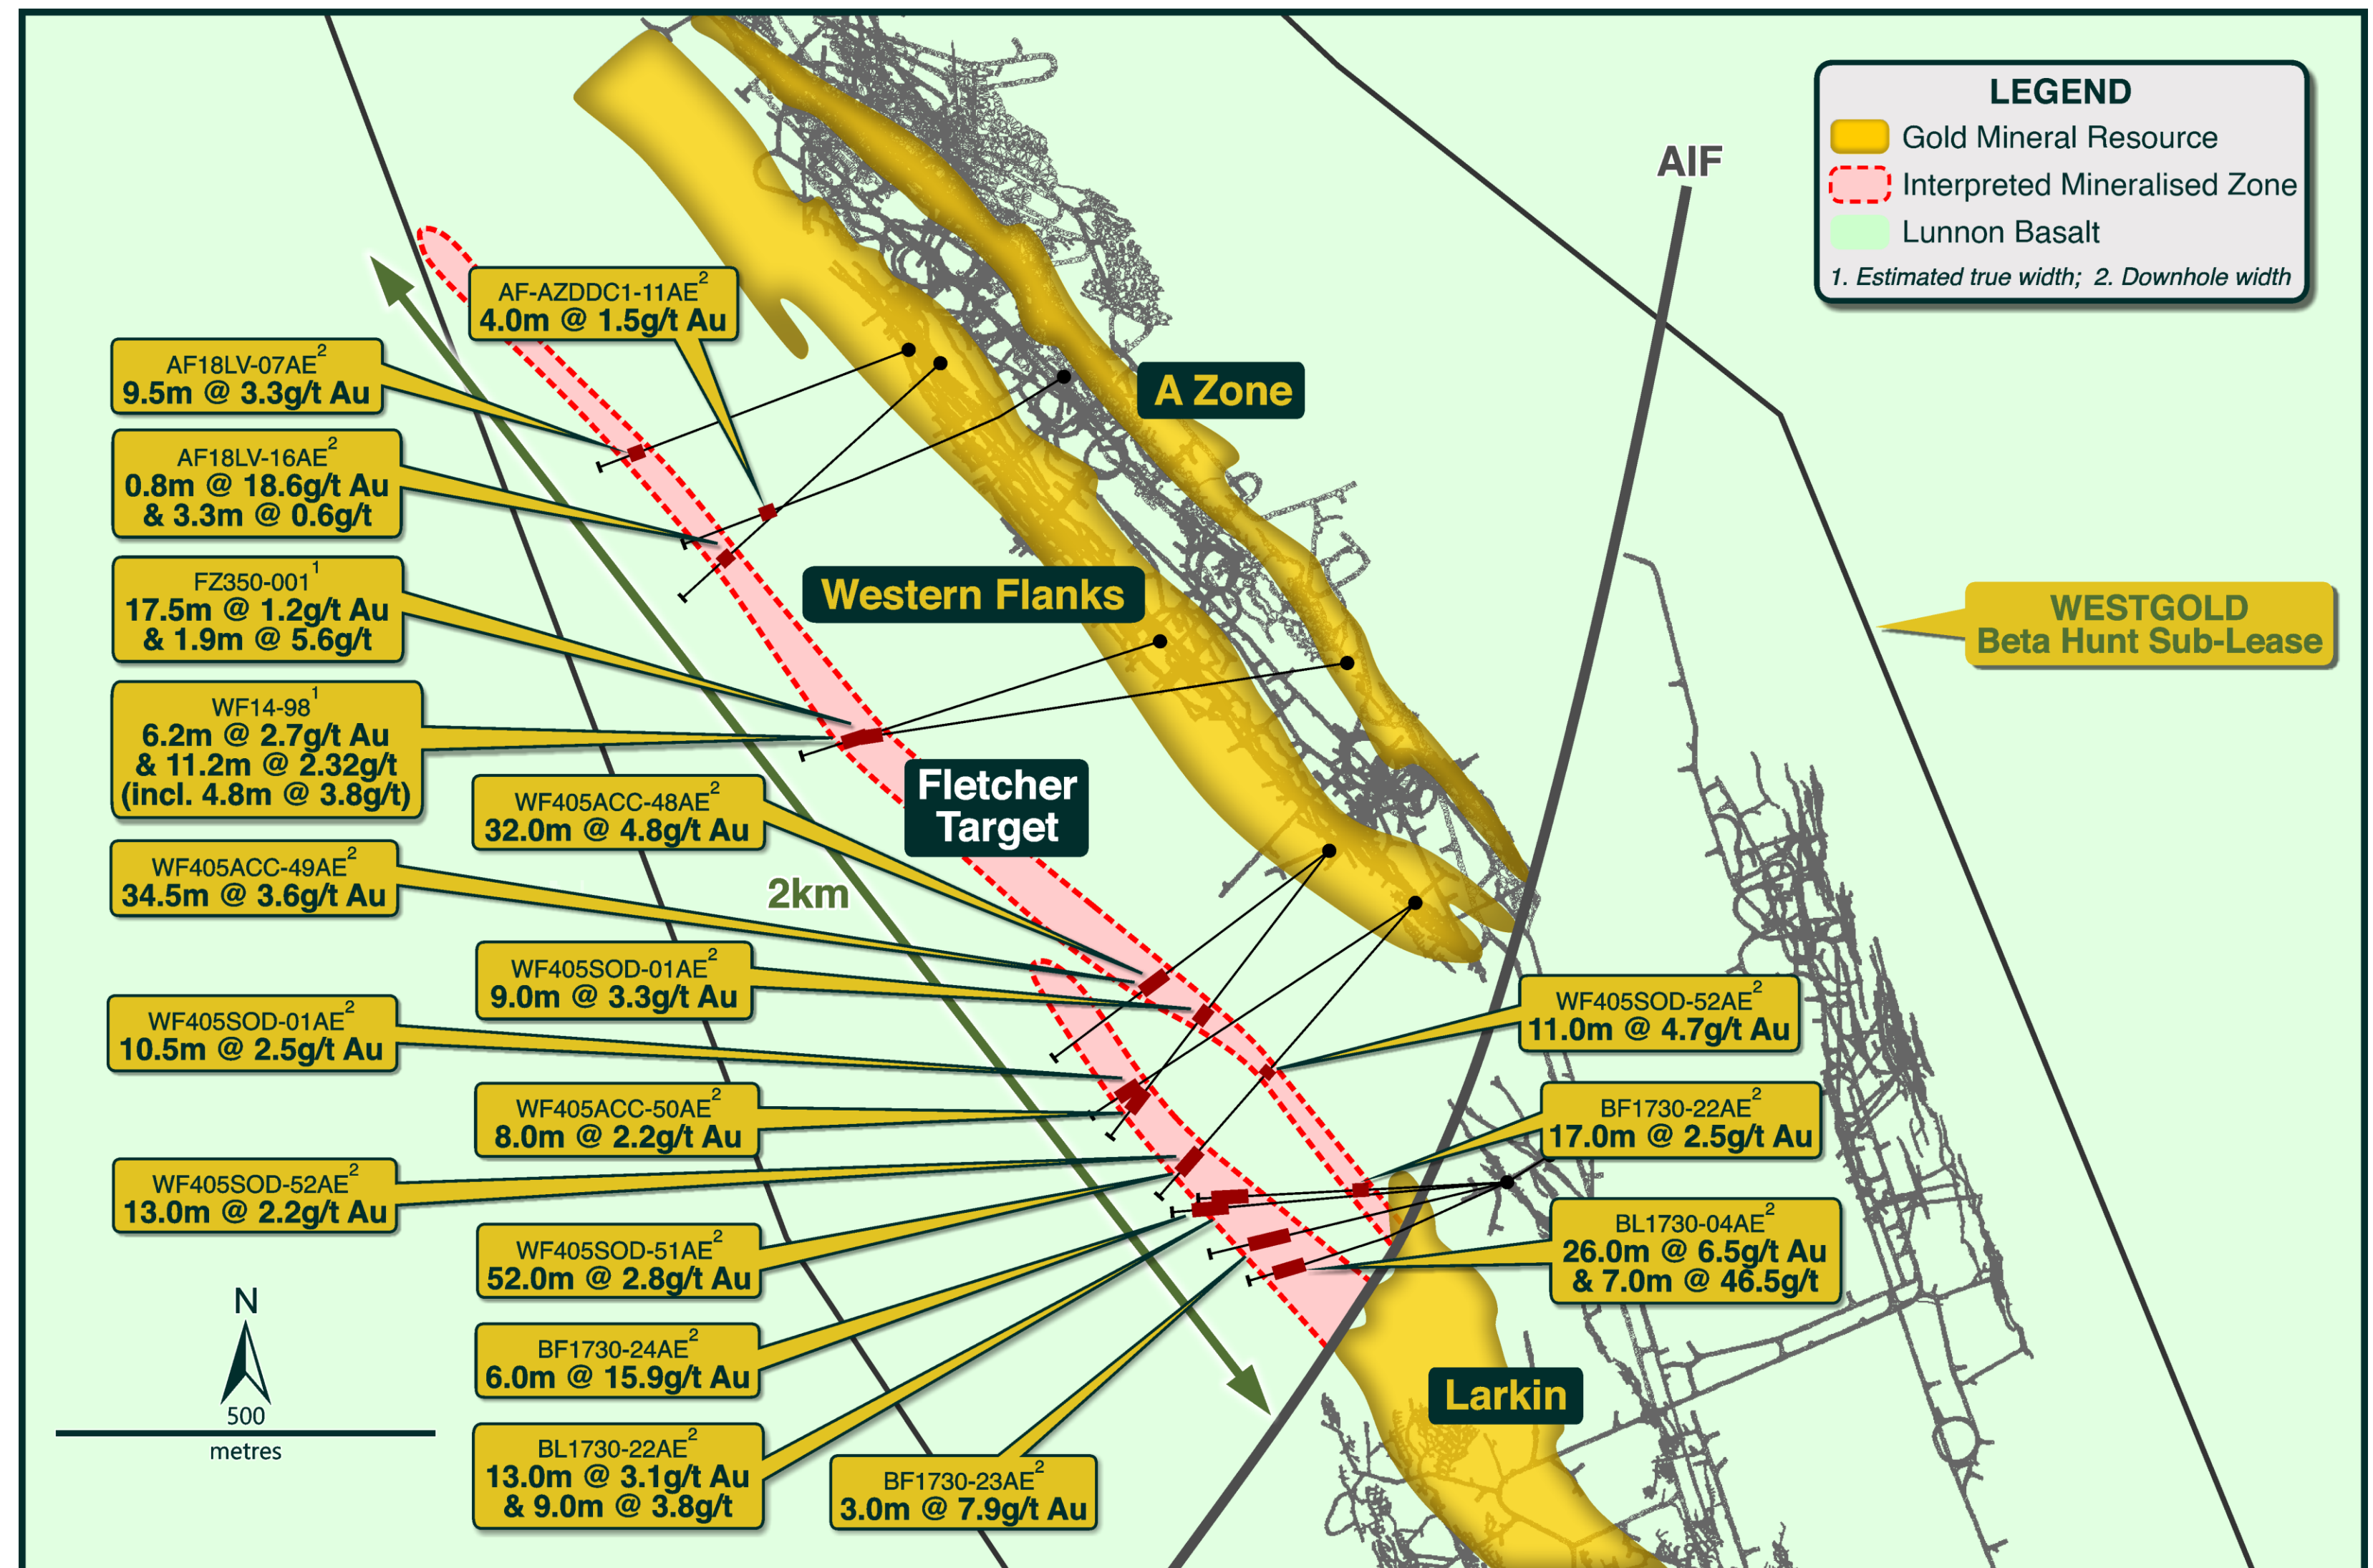 LEGEND
Gold Mineral Resource
Interpreted Mineralised Zone
Lunnon Basalt
1. Estimated true width; 2. Downhole width
AIF
AF-AZDDC1-11AE²
4.0m @ 1.5g/t Au
AF18LV-07AE²
9.5m @ 3.3g/t Au
A Zone
AF18LV-16AE²
0.8m @ 18.6g/t Au
& 3.3m @ 0.6g/t
FZ350-001¹
17.5m @ 1.2g/t Au
& 1.9m @ 5.6g/t
Western Flanks
WESTGOLD
Beta Hunt Sub-Lease
WF14-98¹
6.2m @ 2.7g/t Au
& 11.2m @ 2.32g/t
(incl. 4.8m @ 3.8g/t)
Fletcher
Target
WF405ACC-48AE²
32.0m @ 4.8g/t Au
WF405ACC-49AE²
34.5m @ 3.6g/t Au
2km
WF405SOD-01AE²
9.0m @ 3.3g/t Au
WF405SOD-52AE²
11.0m @ 4.7g/t Au
WF405SOD-01AE²
10.5m @ 2.5g/t Au
WF405ACC-50AE²
8.0m @ 2.2g/t Au
BF1730-22AE²
17.0m @ 2.5g/t Au
WF405SOD-52AE²
13.0m @ 2.2g/t Au
BL1730-04AE²
26.0m @ 6.5g/t Au
& 7.0m @ 46.5g/t
WF405SOD-51AE²
52.0m @ 2.8g/t Au
BF1730-24AE²
6.0m @ 15.9g/t Au
Larkin
BL1730-22AE²
13.0m @ 3.1g/t Au
& 9.0m @ 3.8g/t
BF1730-23AE²
3.0m @ 7.9g/t Au
N
500
metres